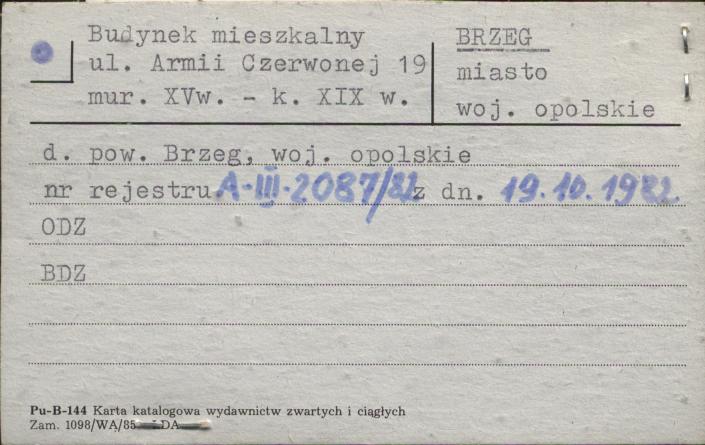 Budynek mieszkalny
ul. Armii Czerwonej 19
mur. XVw. - k. XIX w.
BRZEG
miasto
woj. opolskie
d. pow. Brzeg, woj. opolskie
nr rejestru A-III-2087/82 z dn. 19.10.1982
ODZ
BDZ
Pu-B-144 Karta katalogowa wydawnictw zwartych i ciągłych
Zam. 1098/WA/85 LDA